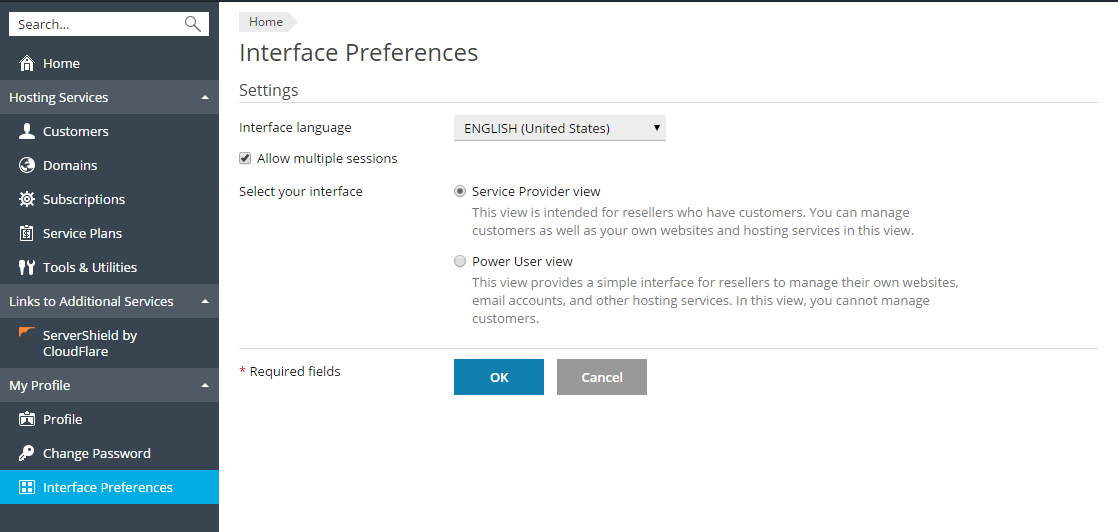 Search...
Home
Hosting Services
Customers
Domains
Subscriptions
Service Plans
Tools & Utilities
Links to Additional Services
ServerShield by
CloudFlare
My Profile
Profile
Change Password
Interface Preferences
Home
Interface Preferences
Settings
Interface language
ENGLISH (United States)
Allow multiple sessions
Select your interface
Service Provider view
This view is intended for resellers who have customers. You can manage
customers as well as your own websites and hosting services in this view.
Power User view
This view provides a simple interface for resellers to manage their own websites,
email accounts, and other hosting services. In this view, you cannot manage
customers.
* Required fields
OK
Cancel